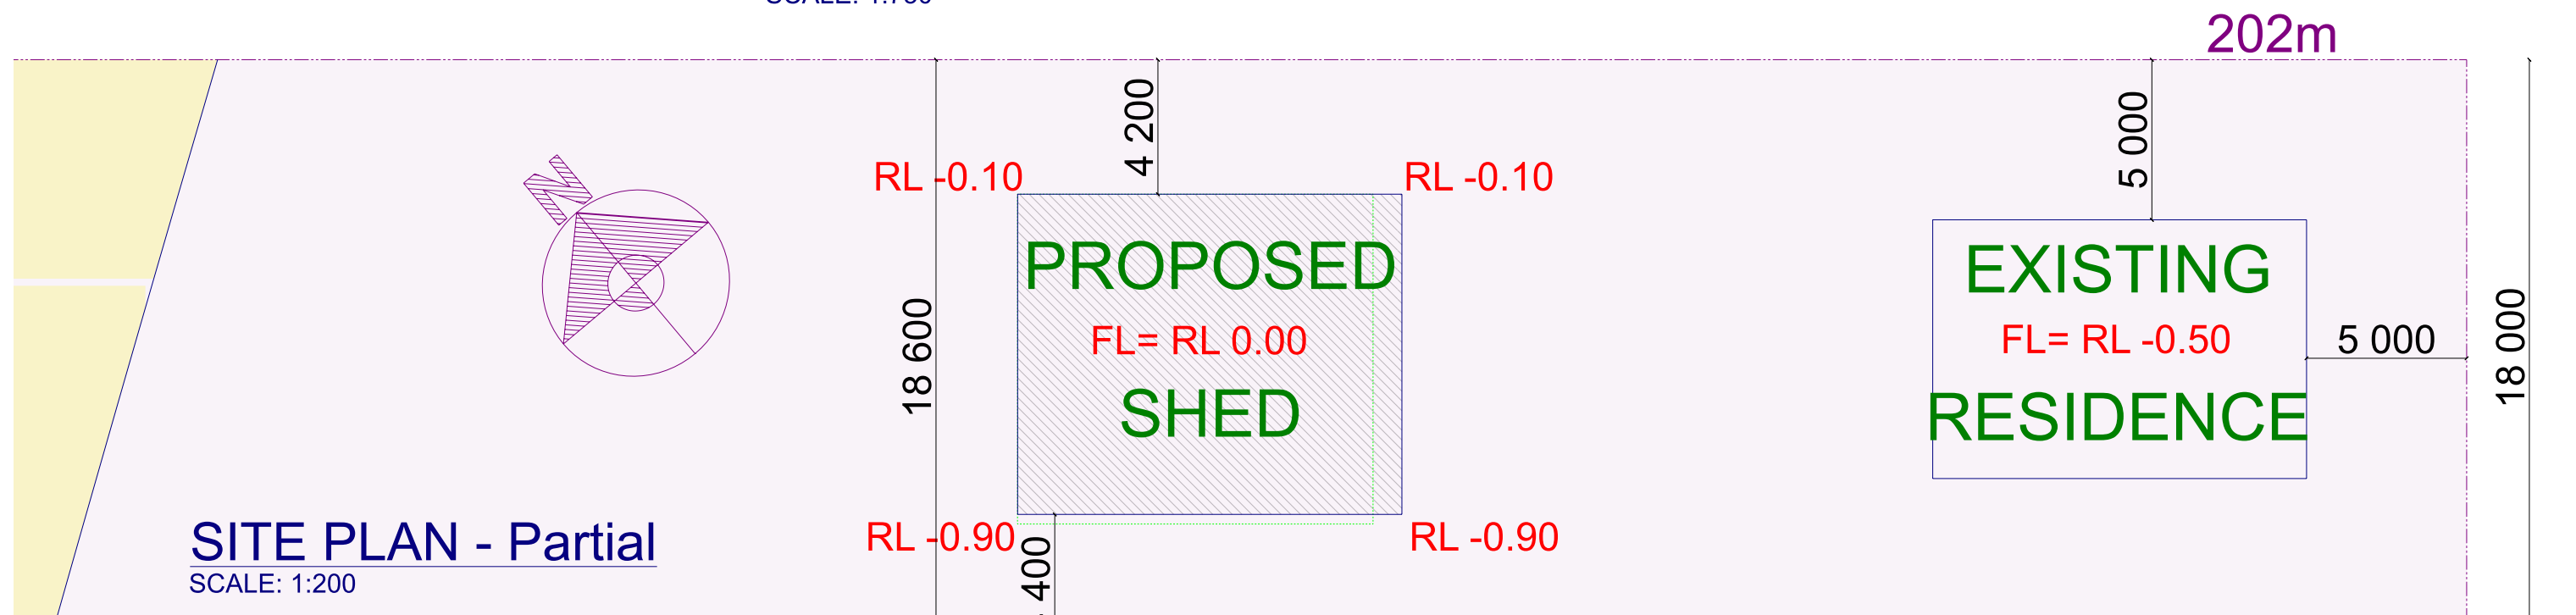 202m
4 200
5 000
RL -0.10
RL -0.10
N
PROPOSED
FL= RL 0.00
SHED
EXISTING
FL= RL -0.50
RESIDENCE
5 000
18 600
18 000
RL -0.90
RL -0.90
400
SITE PLAN - Partial
SCALE: 1:200